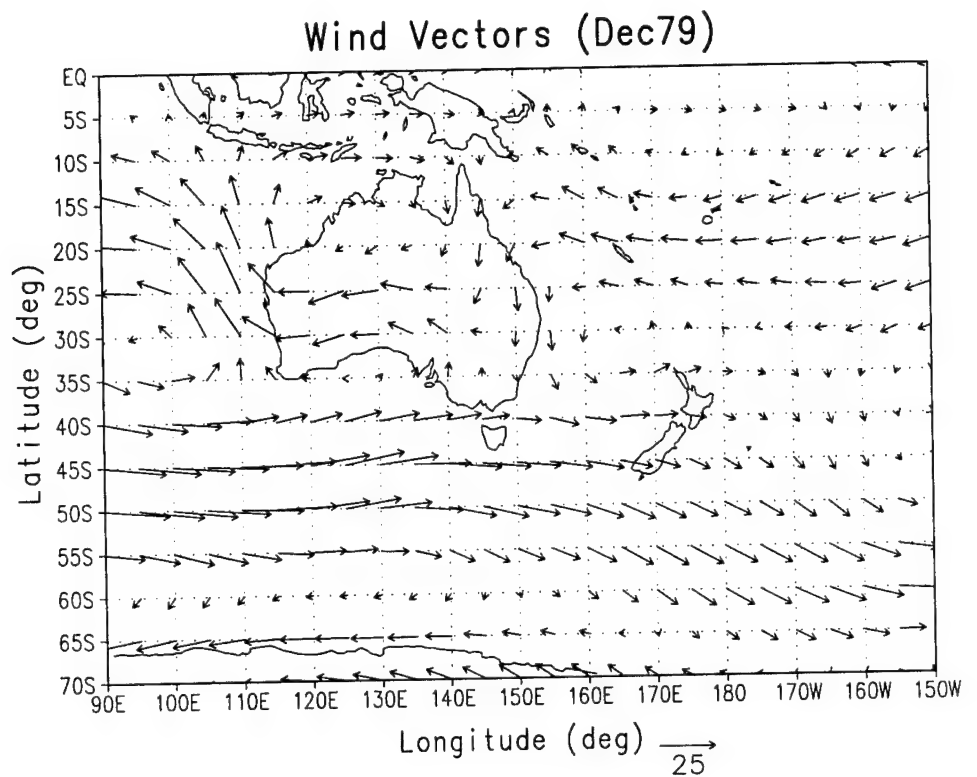 Wind Vectors (Dec79)
EQ
5S
10S
15S
20S
25S
30S
35S
40S
45S
50S
55S
60S
65S
70S
Latitude (deg)
90E 100E 110E 120E 130E 140E 150E 160E 170E 180 170W 160W 150W
Longitude (deg)
25